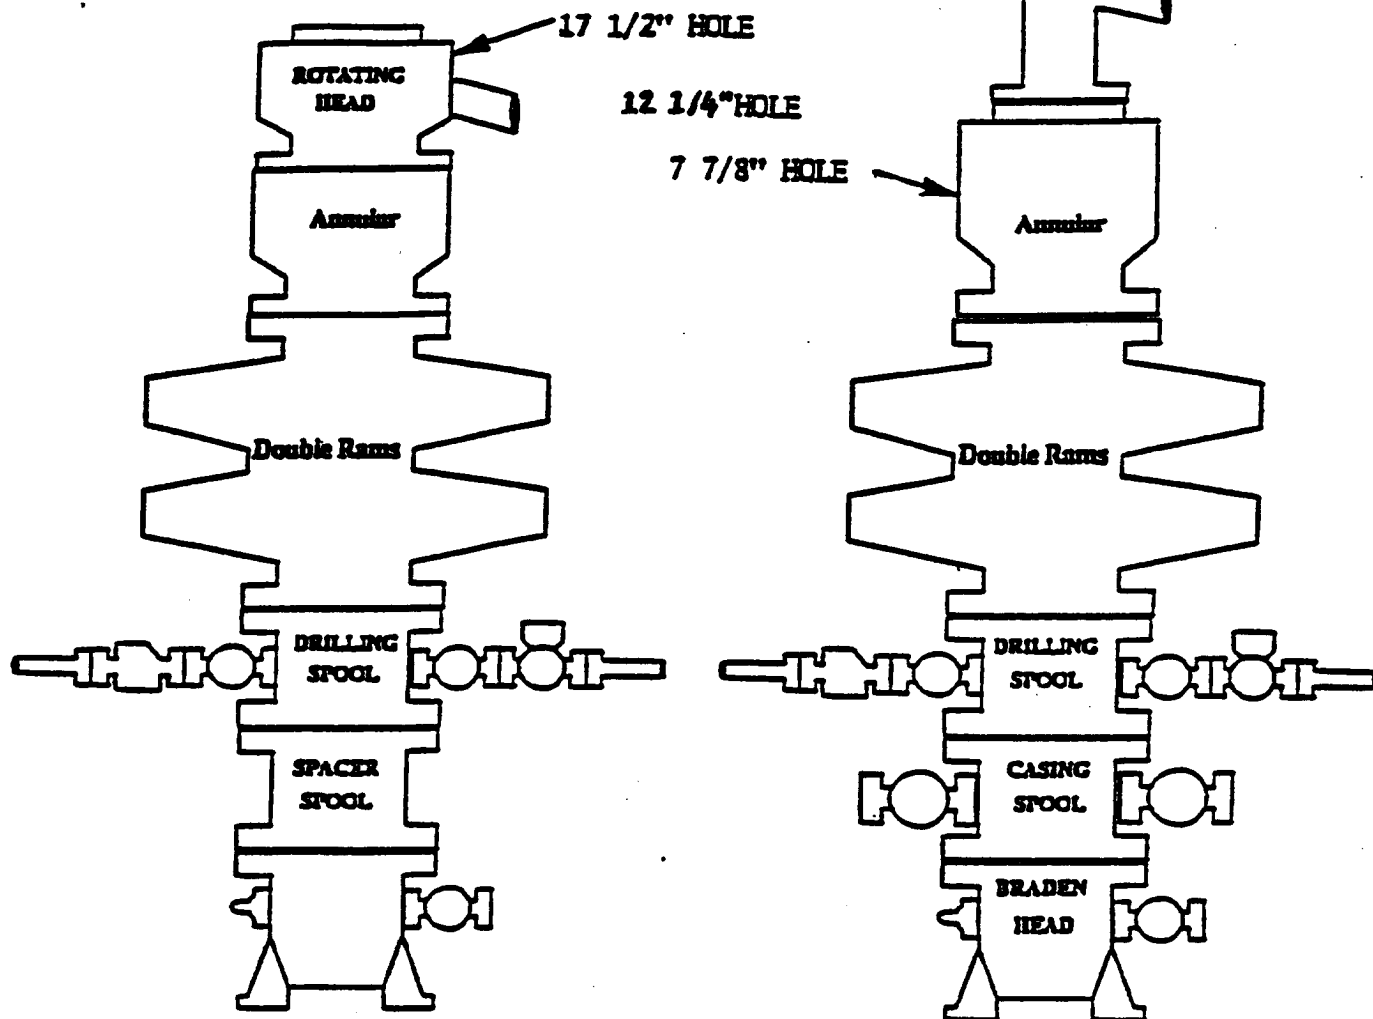 17 1/2" HOLE
ROTATING
HEAD
12 1/4" HOLE
7 7/8" HOLE
Annular
Annular
Double Rams
Double Rams
DRILLING
SPOOL
DRILLING
SPOOL
SPACER
SPOOL
CASING
SPOOL
BRADEN
HEAD